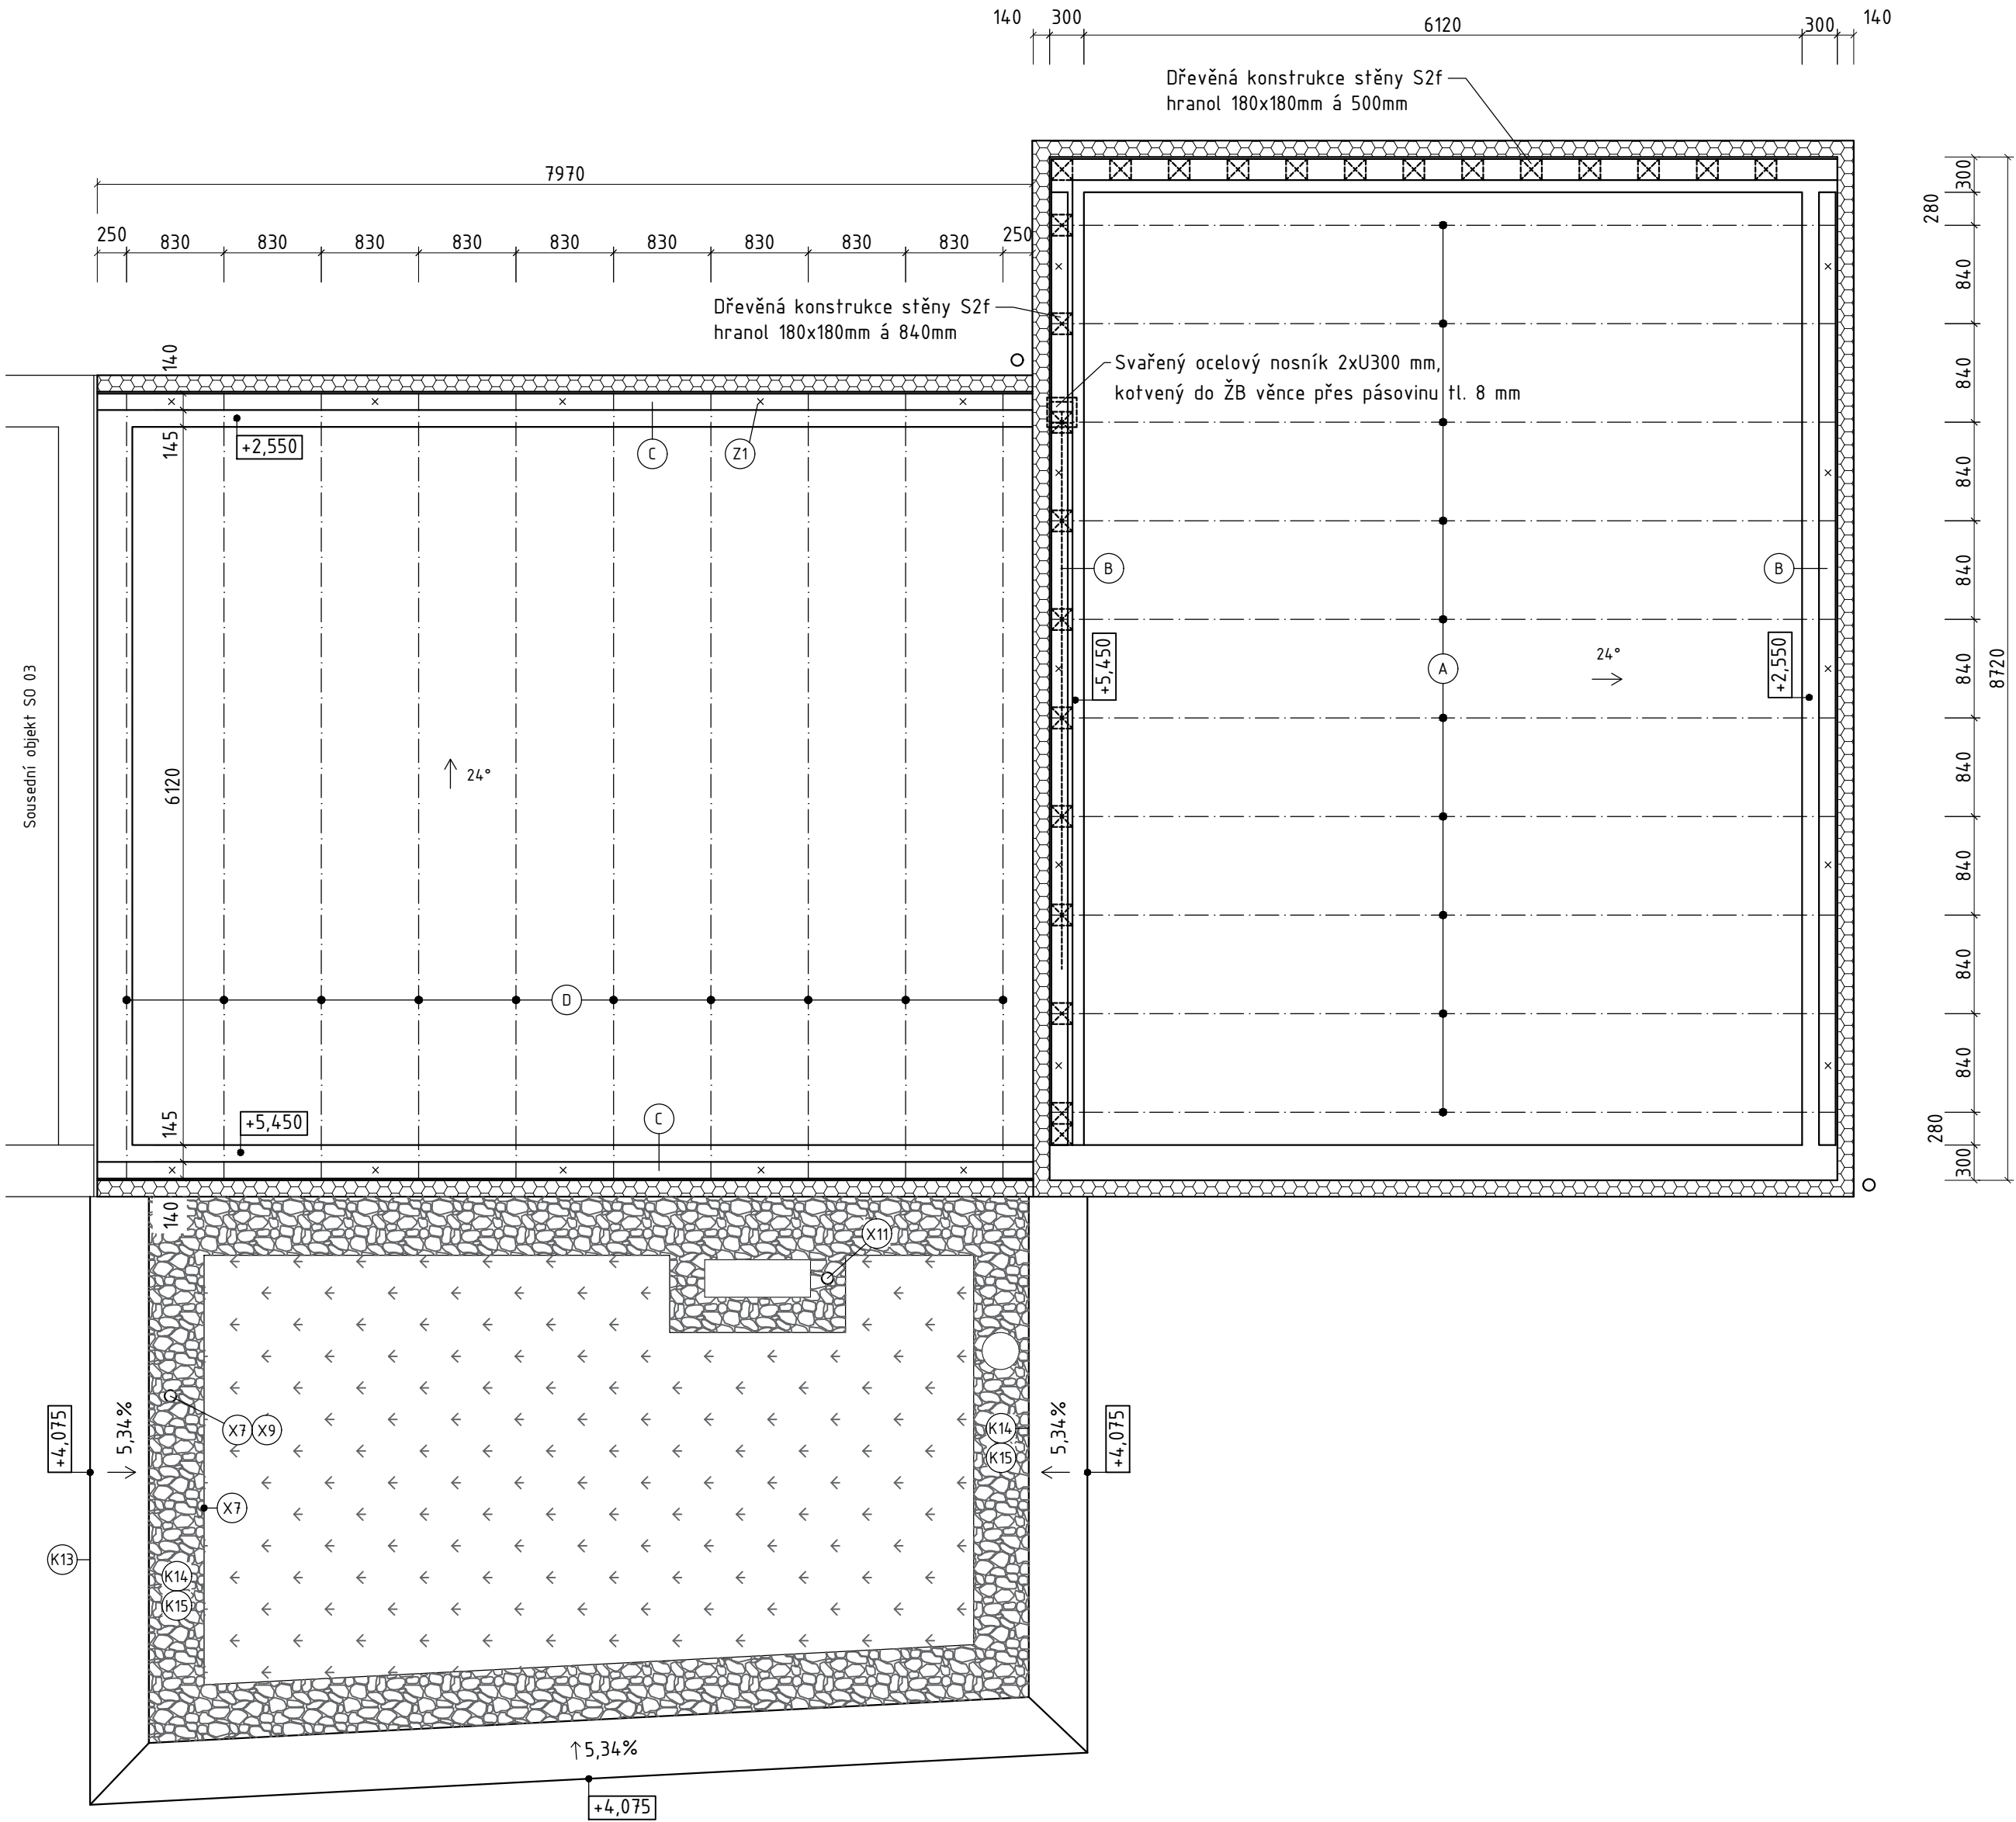 140
300
6120
300
140
Dřevěná konstrukce stěny S2f
hranol 180x180mm á 500mm
7970
250
830
830
830
830
830
830
830
830
830
250
300
280
840
840
840
840
840
840
840
840
840
280
300
8720
Dřevěná konstrukce stěny S2f
hranol 180x180mm á 840mm
Svařený ocelový nosník 2xU300 mm,
kotvený do ŽB věnce přes pásovinu tl. 8 mm
140
145
+2,550
C
Z1
B
B
+5,450
A
24°
+2,550
Sousední objekt SO 03
6120
24°
D
145
+5,450
C
140
X11
+4,075
5,34%
X7
X9
X7
K13
K14
K15
K14
K15
5,34%
+4,075
5,34%
+4,075